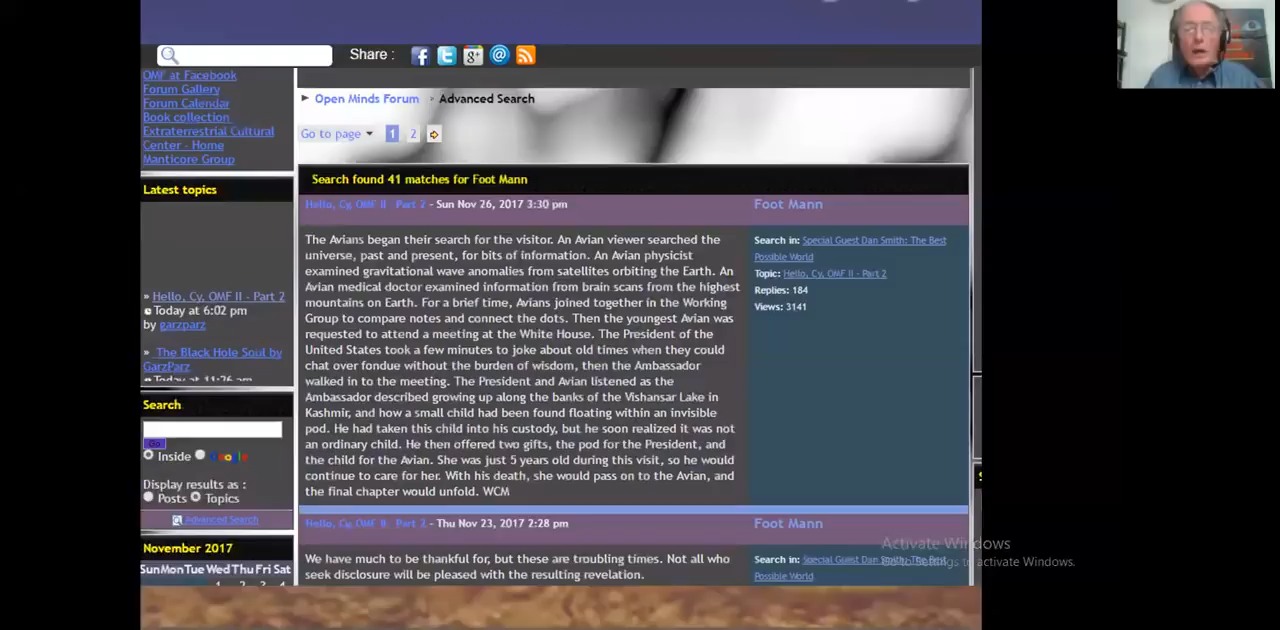 Share :
OMF at Facebook
Forum Gallery
Forum Calendar
Book collection
Extraterrestrial Cultural
Center - Home
Manticore Group
Latest topics
» Hello, Cy, OMF II - Part 2
Today at 6:02 pm
by garzparz
» The Black Hole Soul by
GarzParz
Today at 11:26 am
Search
Go
Inside Google
Display results as :
Posts Topics
Advanced Search
November 2017
Sun Mon Tue Wed Thu Fri Sat
1 2 3 4
Open Minds Forum > Advanced Search
Go to page 1 2
Search found 41 matches for Foot Mann
Hello, Cy, OMF II - Part 2 - Sun Nov 26, 2017 3:30 pm
Foot Mann
The Avians began their search for the visitor. An Avian viewer searched the
universe, past and present, for bits of information. An Avian physicist
examined gravitational wave anomalies from satellites orbiting the Earth. An
Avian medical doctor examined information from brain scans from the highest
mountains on Earth. For a brief time, Avians joined together in the Working
Group to compare notes and connect the dots. Then the youngest Avian was
requested to attend a meeting at the White House. The President of the
United States took a few minutes to joke about old times when they could
chat over fondue without the burden of wisdom, then the Ambassador
walked in to the meeting. The President and Avian listened as the
Ambassador described growing up along the banks of the Vishansar Lake in
Kashmir, and how a small child had been found floating within an invisible
pod. He had taken this child into his custody, but he soon realized it was not
an ordinary child. He then offered two gifts, the pod for the President, and
the child for the Avian. She was just 5 years old during this visit, so he would
continue to care for her. With his death, she would pass on to the Avian, and
the final chapter would unfold. WCM
Search in: Special Guest Dan Smith: The Best
Possible World
Topic: Hello, Cy, OMF II - Part 2
Replies: 184
Views: 3141
Hello, Cy, OMF II - Part 2 - Thu Nov 23, 2017 2:28 pm
Foot Mann
We have much to be thankful for, but these are troubling times. Not all who
seek disclosure will be pleased with the resulting revelation.
Search in: Special Guest Dan Smith: The Best
Possible World
Activate Windows
Go to Settings to activate Windows.